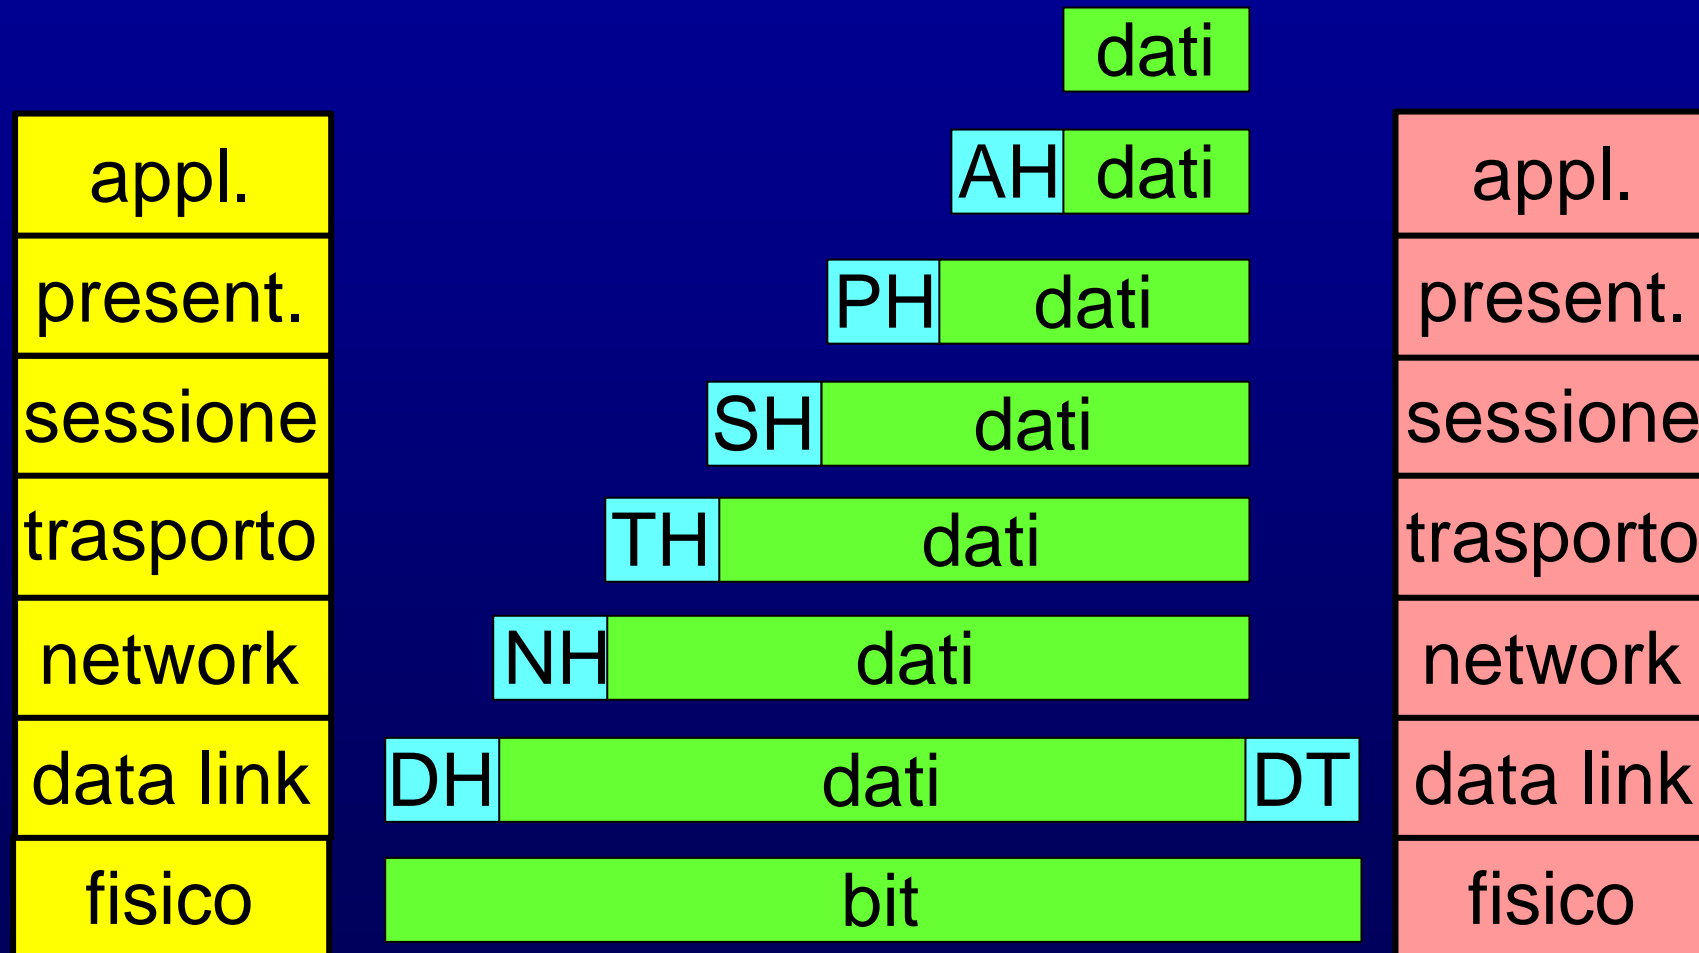 dati
appl. AH dati appl.
present. PH dati present.
sessione SH dati sessione
trasporto TH dati trasporto
network NH dati network
data link DH dati DT data link
fisico bit fisico